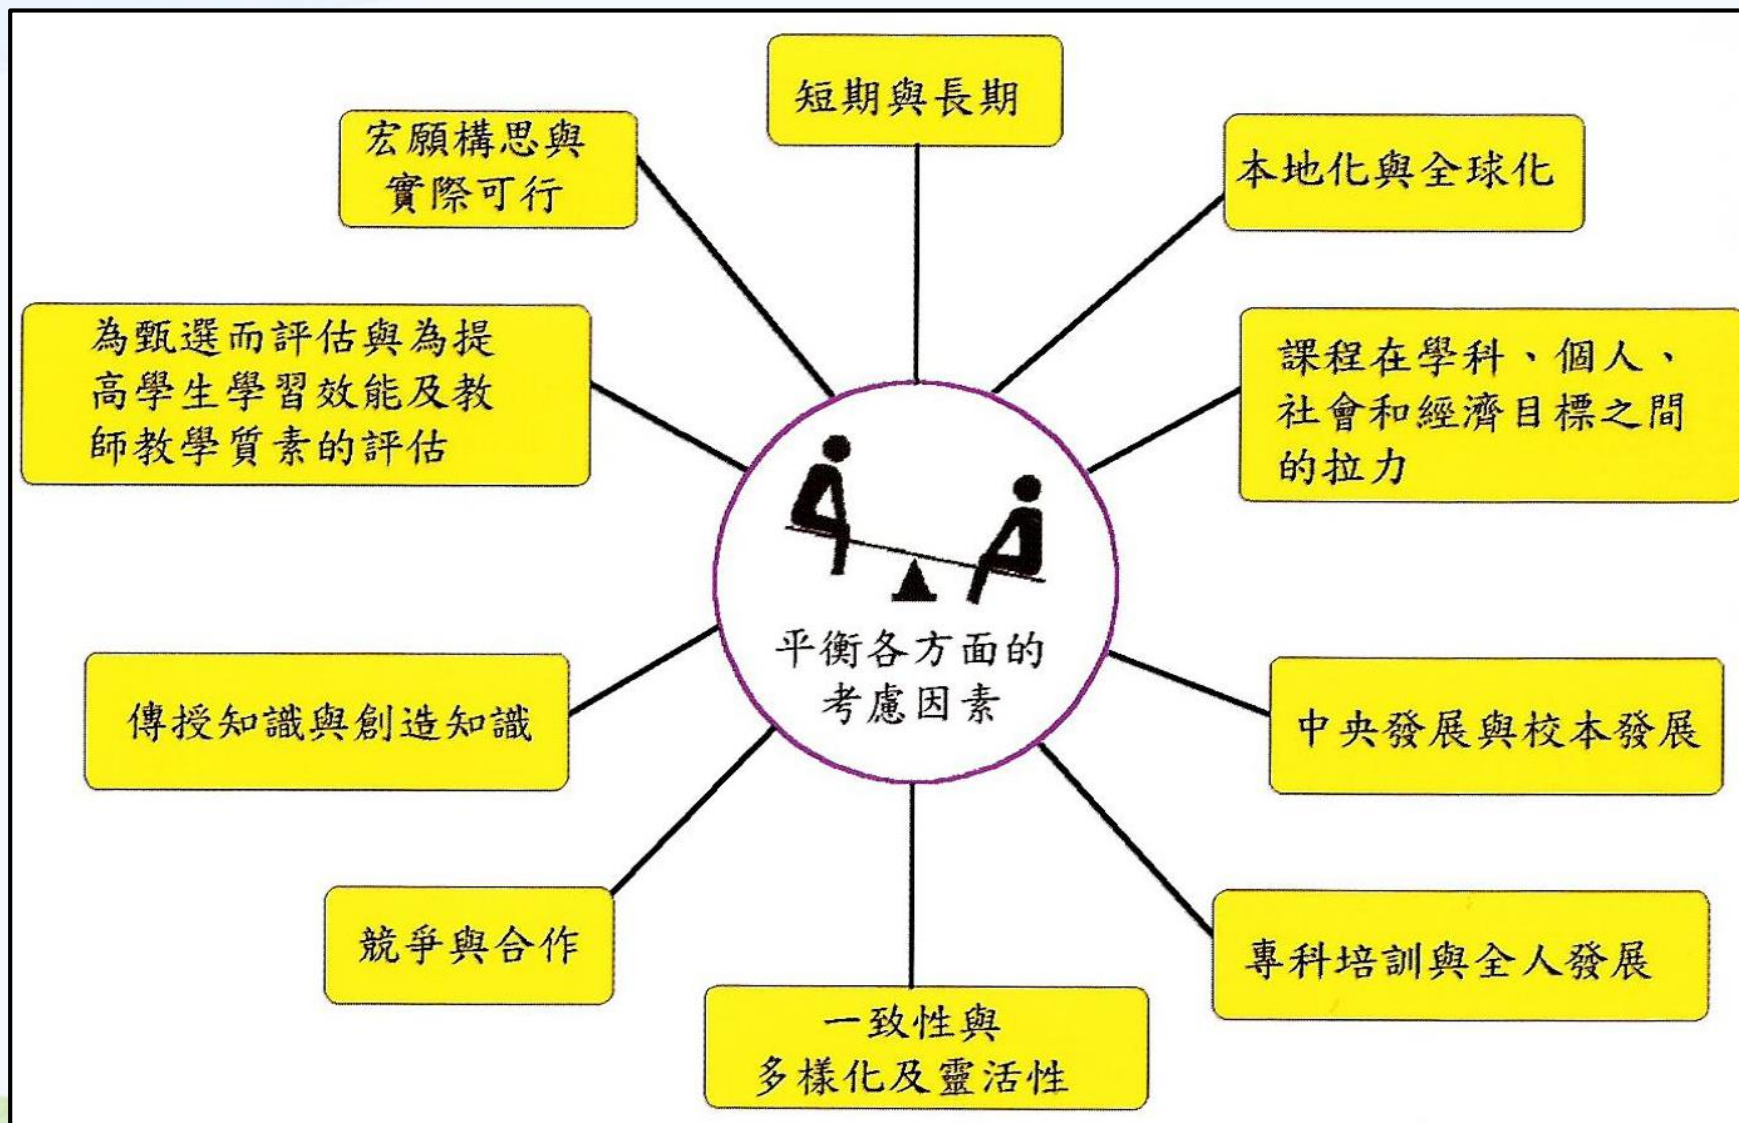 短期與長期
宏願構思與
實際可行
本地化與全球化
為甄選而評估與為提
高學生學習效能及教
師教學質素的評估
課程在學科、個人、
社會和經濟目標之間
的拉力
平衡各方面的
考慮因素
傳授知識與創造知識
中央發展與校本發展
競爭與合作
專科培訓與全人發展
一致性與
多樣化及靈活性